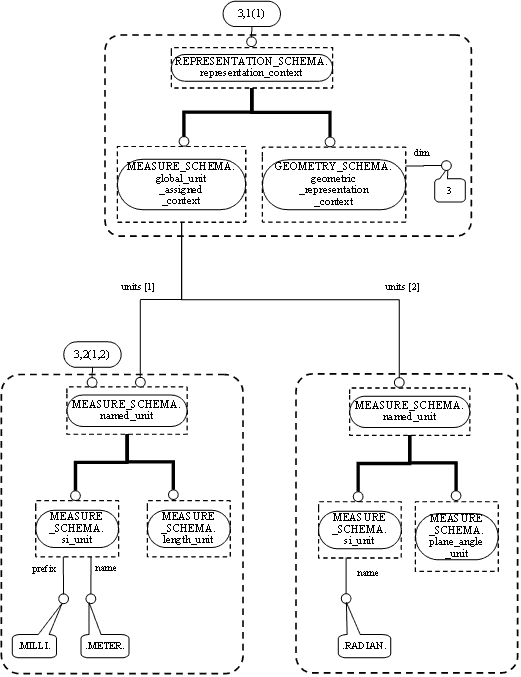 3,1(1)
REPRESENTATION_SCHEMA.
representation_context
MEASURE_SCHEMA.
global_unit
_assigned
_context
GEOMETRY_SCHEMA.
geometric
_representation
_context
dim
3
units [1]
units [2]
3,2(1,2)
MEASURE_SCHEMA.
named_unit
MEASURE_SCHEMA.
named_unit
MEASURE
_SCHEMA.
si_unit
MEASURE
_SCHEMA.
length_unit
MEASURE
_SCHEMA.
si_unit
MEASURE
_SCHEMA.
plane_angle
_unit
prefix
name
name
.MILLI.
.METER.
.RADIAN.